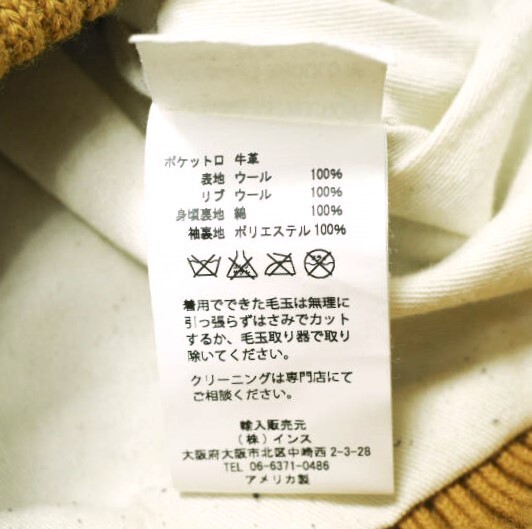 ポケット口 牛革
表地 ウール 100%
リブ ウール 100%
身頃裏地 綿 100%
袖裏地 ポリエステル 100%
着用でできた毛玉は無理に
引っ張らずはさみでカット
するか、毛玉取り器で取り
除いてください。
クリーニングは専門店にて
ご相談ください。
輸入販売元
(株) インス
大阪府大阪市北区中崎西 2-3-28
TEL 06-6371-0486
アメリカ製